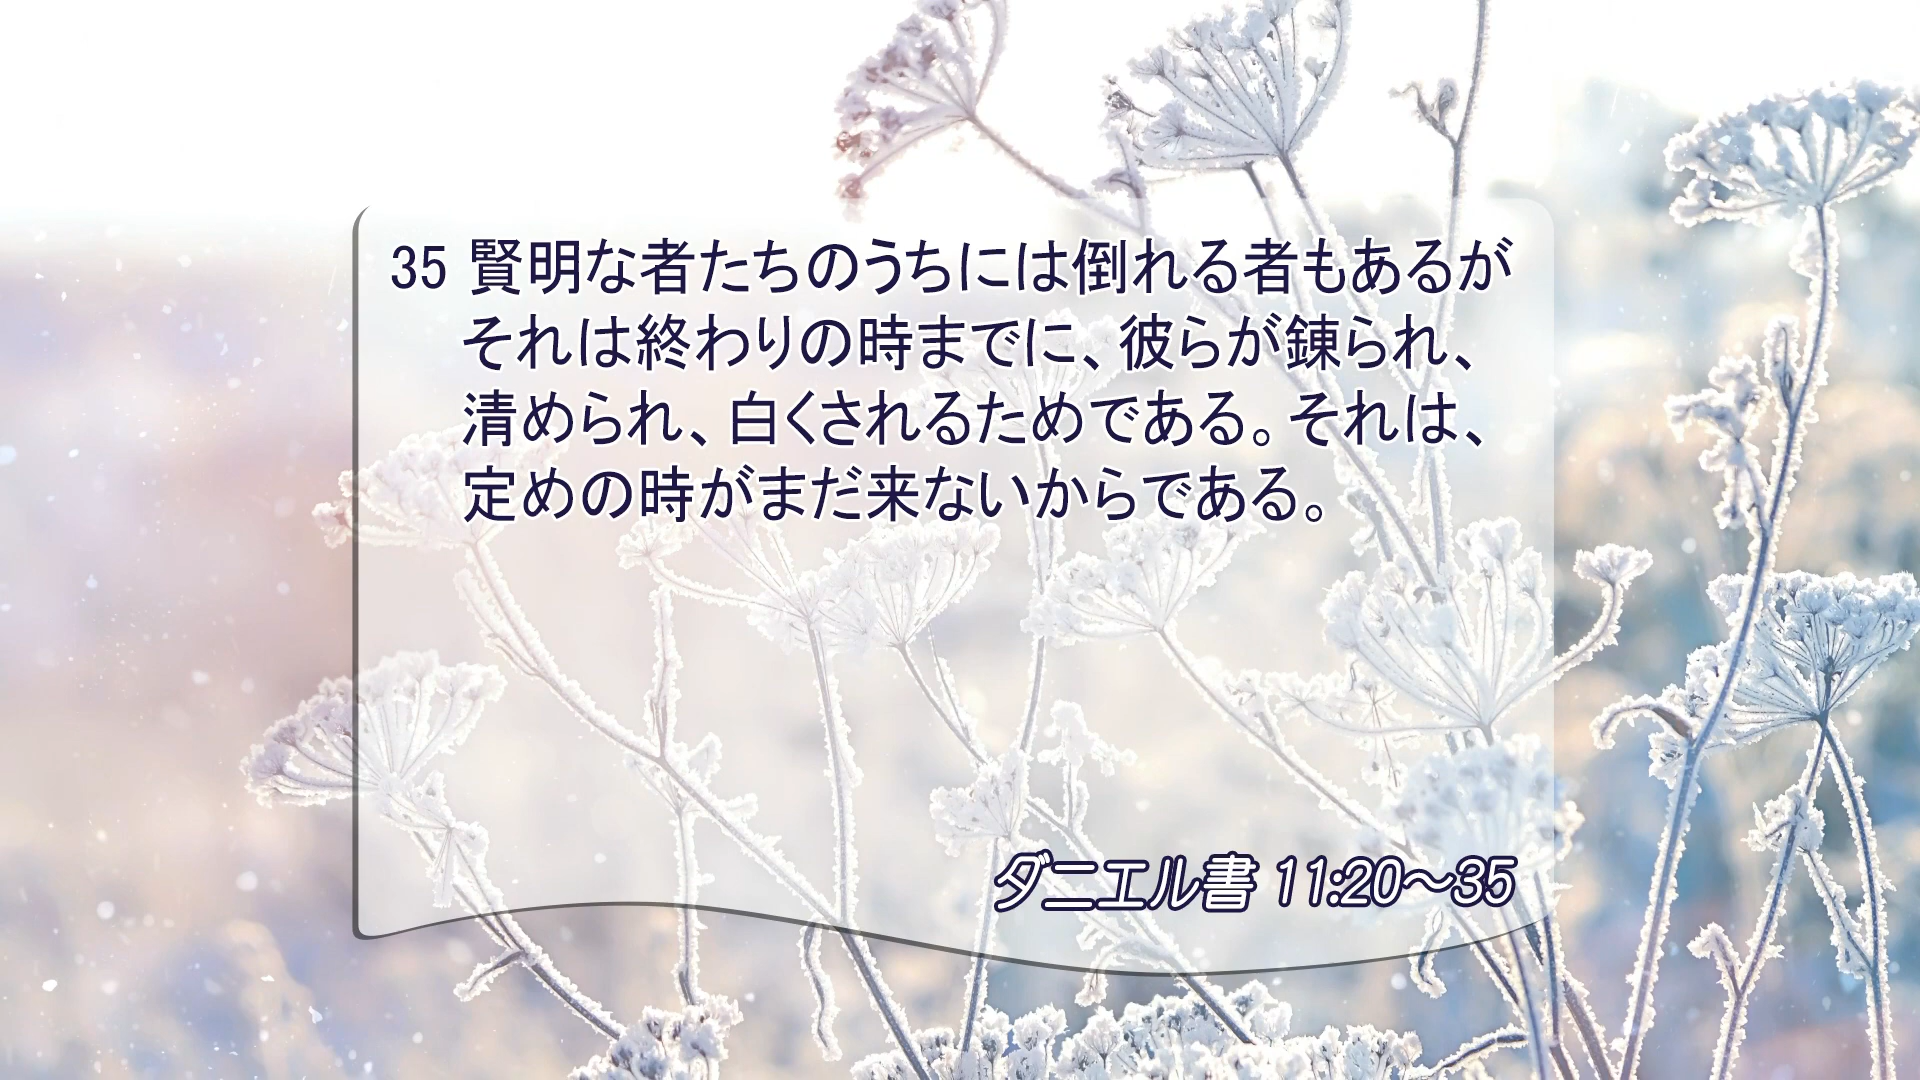 35 賢明な者たちのうちには倒れる者もあるが
それは終わりの時までに、彼らが錬られ、
清められ、白くされるためである。それは、
定めの時がまだ来ないからである。
ダニエル書 11:20～35